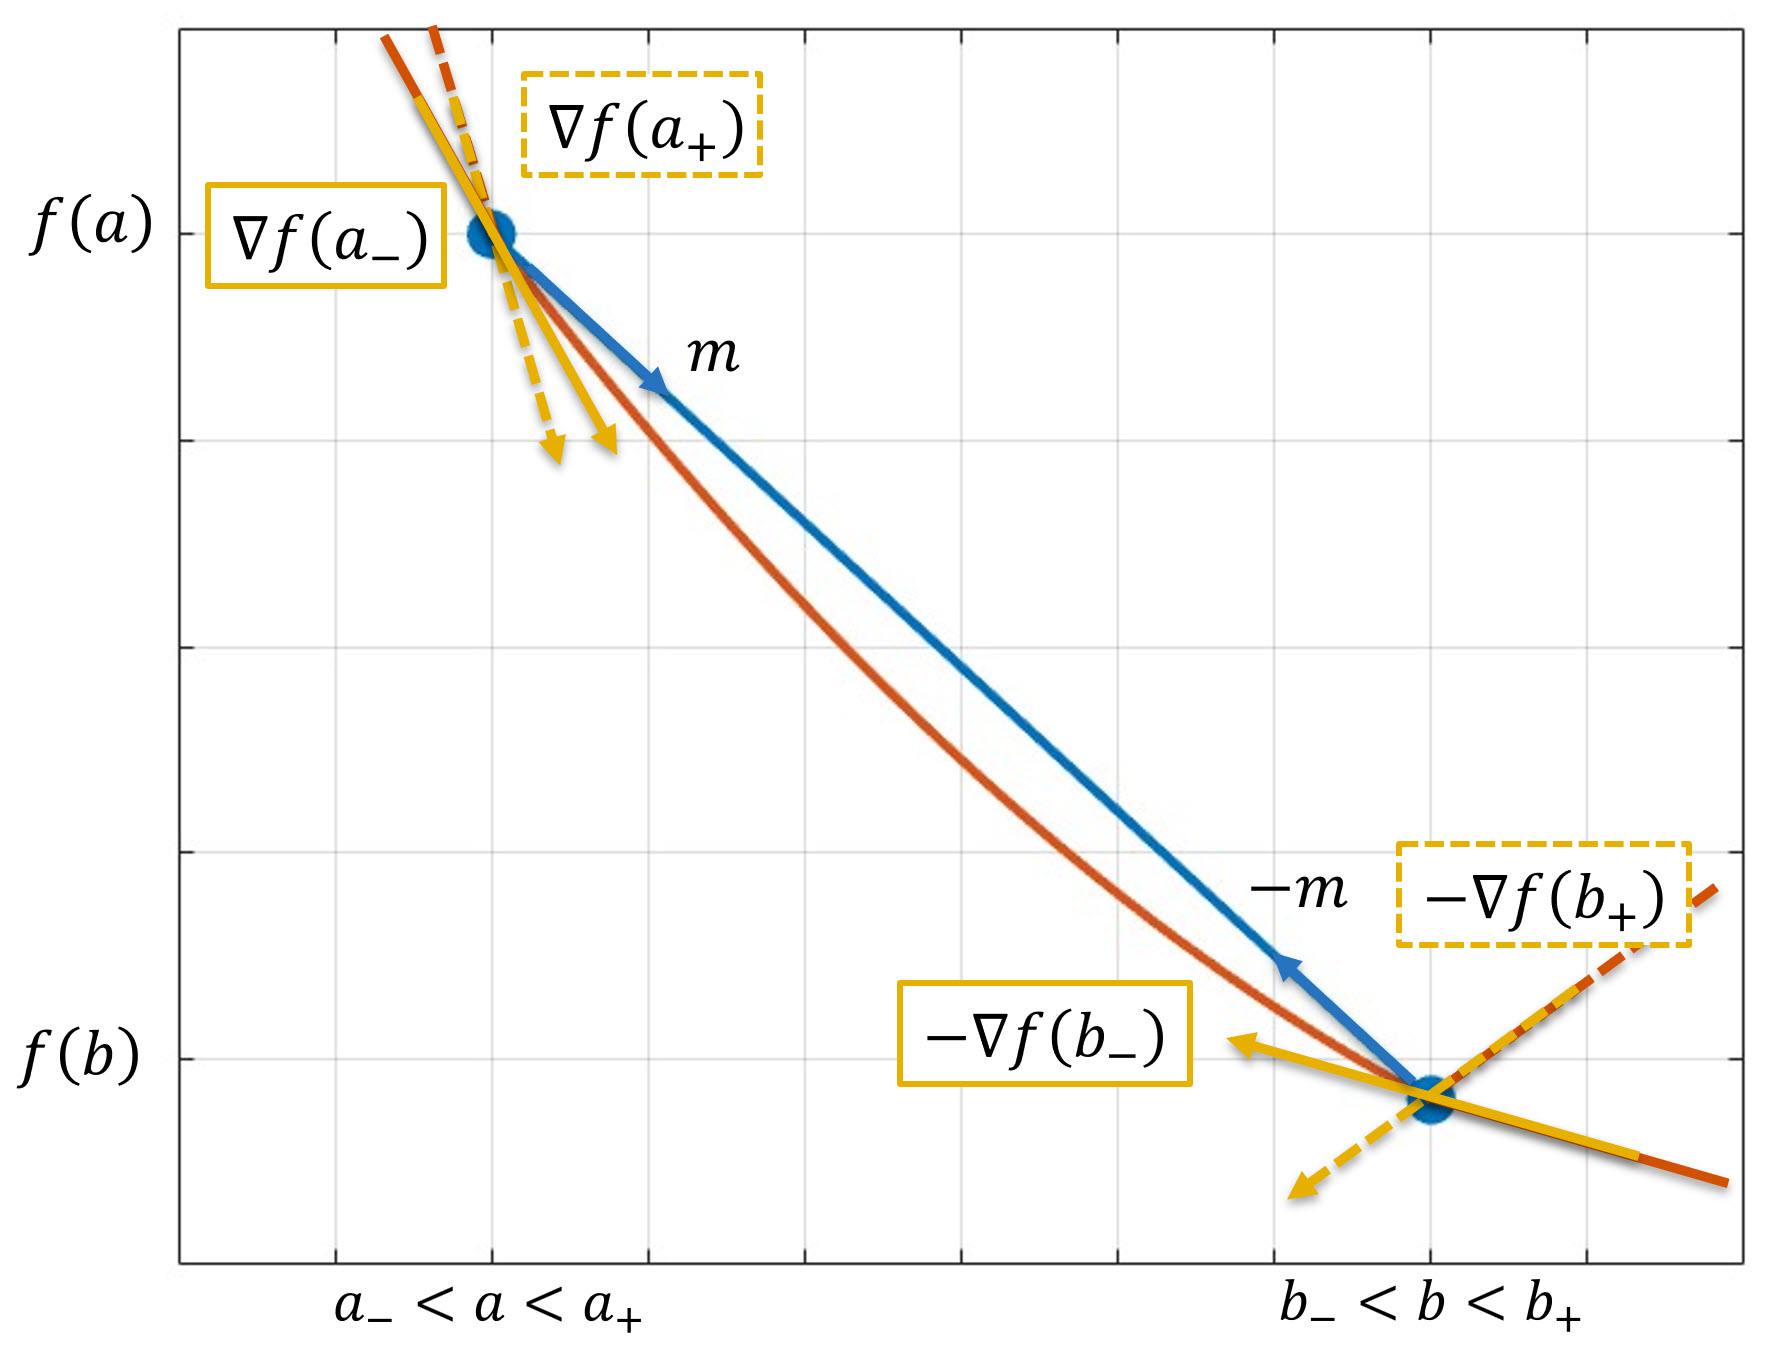 ∇f(a₊)
f(a)
∇f(a₋)
m
−m
−∇f(b₊)
−∇f(b₋)
f(b)
a₋ < a < a₊
b₋ < b < b₊